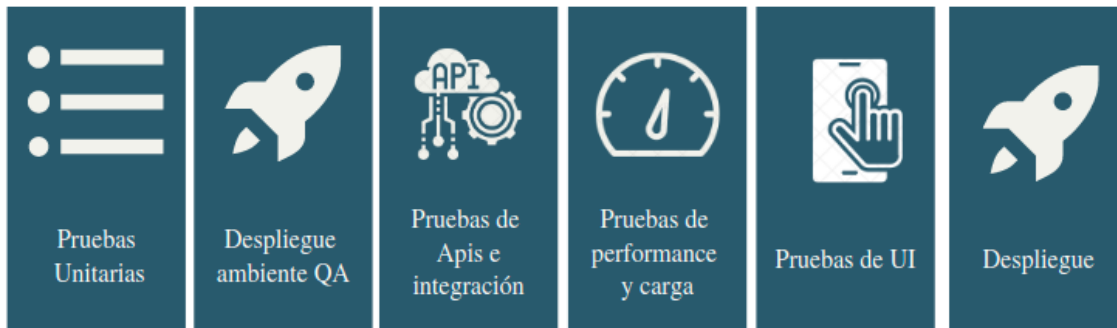 Pruebas
Unitarias
Despliegue
ambiente QA
API
Pruebas de
Apis e
integración
Pruebas de
performance
y carga
Pruebas de UI
Despliegue